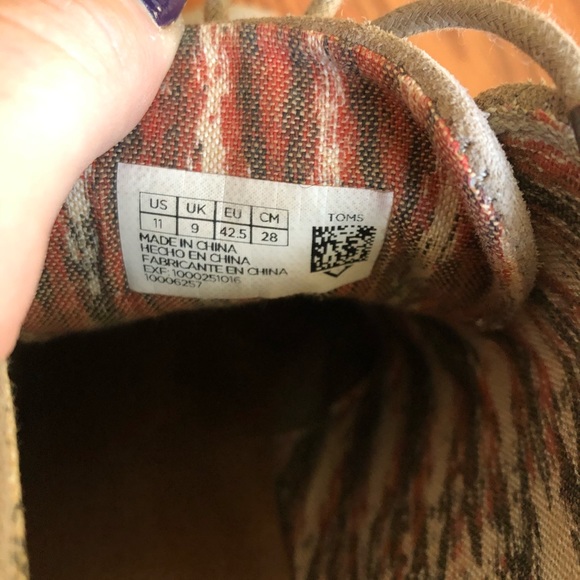 US UK EU CM TOMS
11 9 42.5 28
MADE IN CHINA
HECHO EN CHINA
FABRICANTE EN CHINA
EXF: 1000251016
10006257